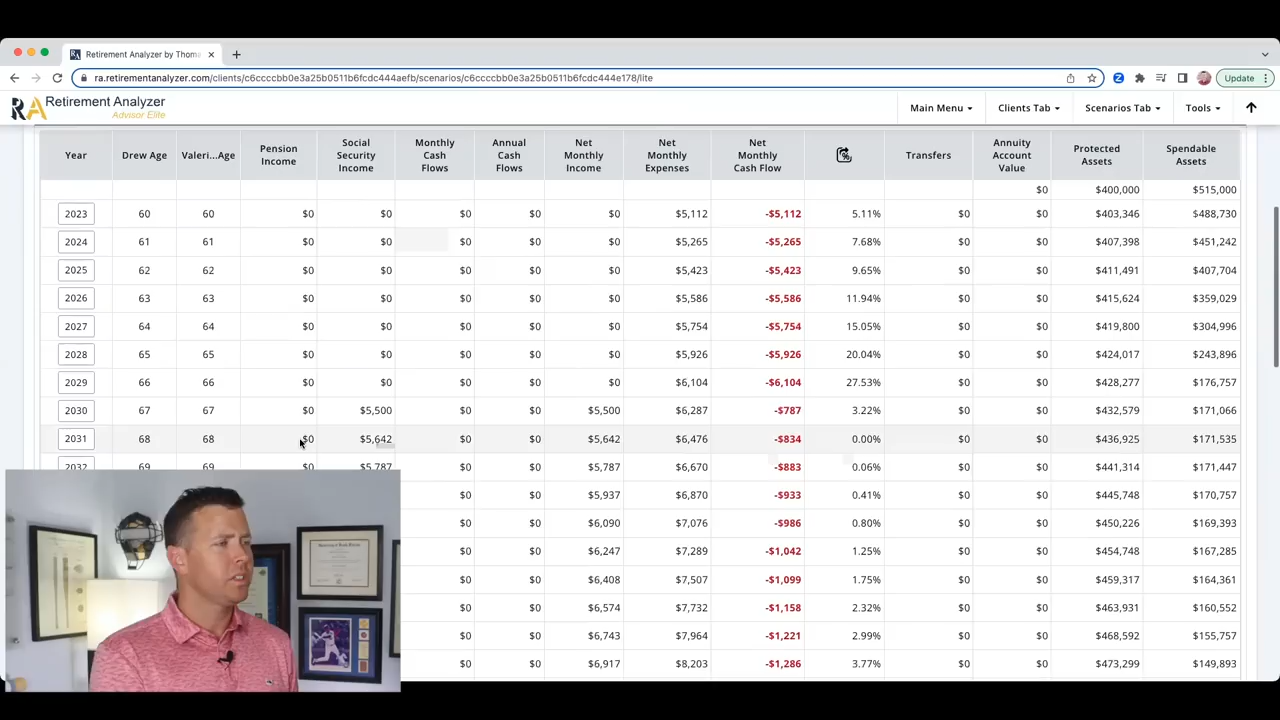 Retirement Analyzer by Thom
ra.retirementanalyzer.com/clients/c6ccccbb0e3a25b0511b6fcdc444aefb/scenarios/c6ccccbb0e3a25b0511b6fcdc444e178/lite
Update
RA Retirement Analyzer
Advisor Elite
Main Menu Clients Tab Scenarios Tab Tools
Year Drew Age Valeri...Age Pension Income Social Security Income Monthly Cash Flows Annual Cash Flows Net Monthly Income Net Monthly Expenses Net Monthly Cash Flow % Transfers Annuity Account Value Protected Assets Spendable Assets
$0 $400,000 $515,000
2023 60 60 $0 $0 $0 $0 $0 $5,112 -$5,112 5.11% $0 $0 $403,346 $488,730
2024 61 61 $0 $0 $0 $0 $0 $5,265 -$5,265 7.68% $0 $0 $407,398 $451,242
2025 62 62 $0 $0 $0 $0 $0 $5,423 -$5,423 9.65% $0 $0 $411,491 $407,704
2026 63 63 $0 $0 $0 $0 $0 $5,586 -$5,586 11.94% $0 $0 $415,624 $359,029
2027 64 64 $0 $0 $0 $0 $0 $5,754 -$5,754 15.05% $0 $0 $419,800 $304,996
2028 65 65 $0 $0 $0 $0 $0 $5,926 -$5,926 20.04% $0 $0 $424,017 $243,896
2029 66 66 $0 $0 $0 $0 $0 $6,104 -$6,104 27.53% $0 $0 $428,277 $176,757
2030 67 67 $0 $5,500 $0 $0 $5,500 $6,287 -$787 3.22% $0 $0 $432,579 $171,066
2031 68 68 $0 $5,642 $0 $0 $5,642 $6,476 -$834 0.00% $0 $0 $436,925 $171,535
2032 69 69 $0 $5,787 $0 $0 $5,787 $6,670 -$883 0.06% $0 $0 $441,314 $171,447
$0 $0 $5,937 $6,870 -$933 0.41% $0 $0 $445,748 $170,757
$0 $0 $6,090 $7,076 -$986 0.80% $0 $0 $450,226 $169,393
$0 $0 $6,247 $7,289 -$1,042 1.25% $0 $0 $454,748 $167,285
$0 $0 $6,408 $7,507 -$1,099 1.75% $0 $0 $459,317 $164,361
$0 $0 $6,574 $7,732 -$1,158 2.32% $0 $0 $463,931 $160,552
$0 $0 $6,743 $7,964 -$1,221 2.99% $0 $0 $468,592 $155,757
$0 $0 $6,917 $8,203 -$1,286 3.77% $0 $0 $473,299 $149,893